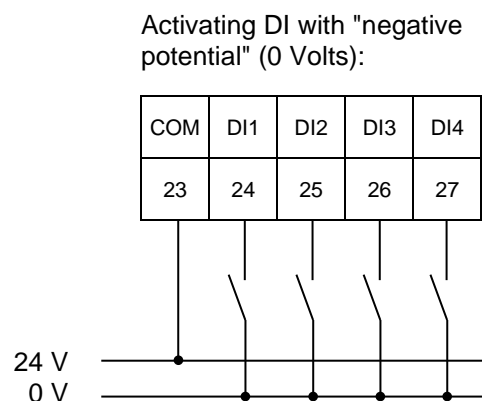 Activating DI with "negative
potential" (0 Volts):
COM DI1 DI2 DI3 DI4
23 24 25 26 27
24 V
0 V